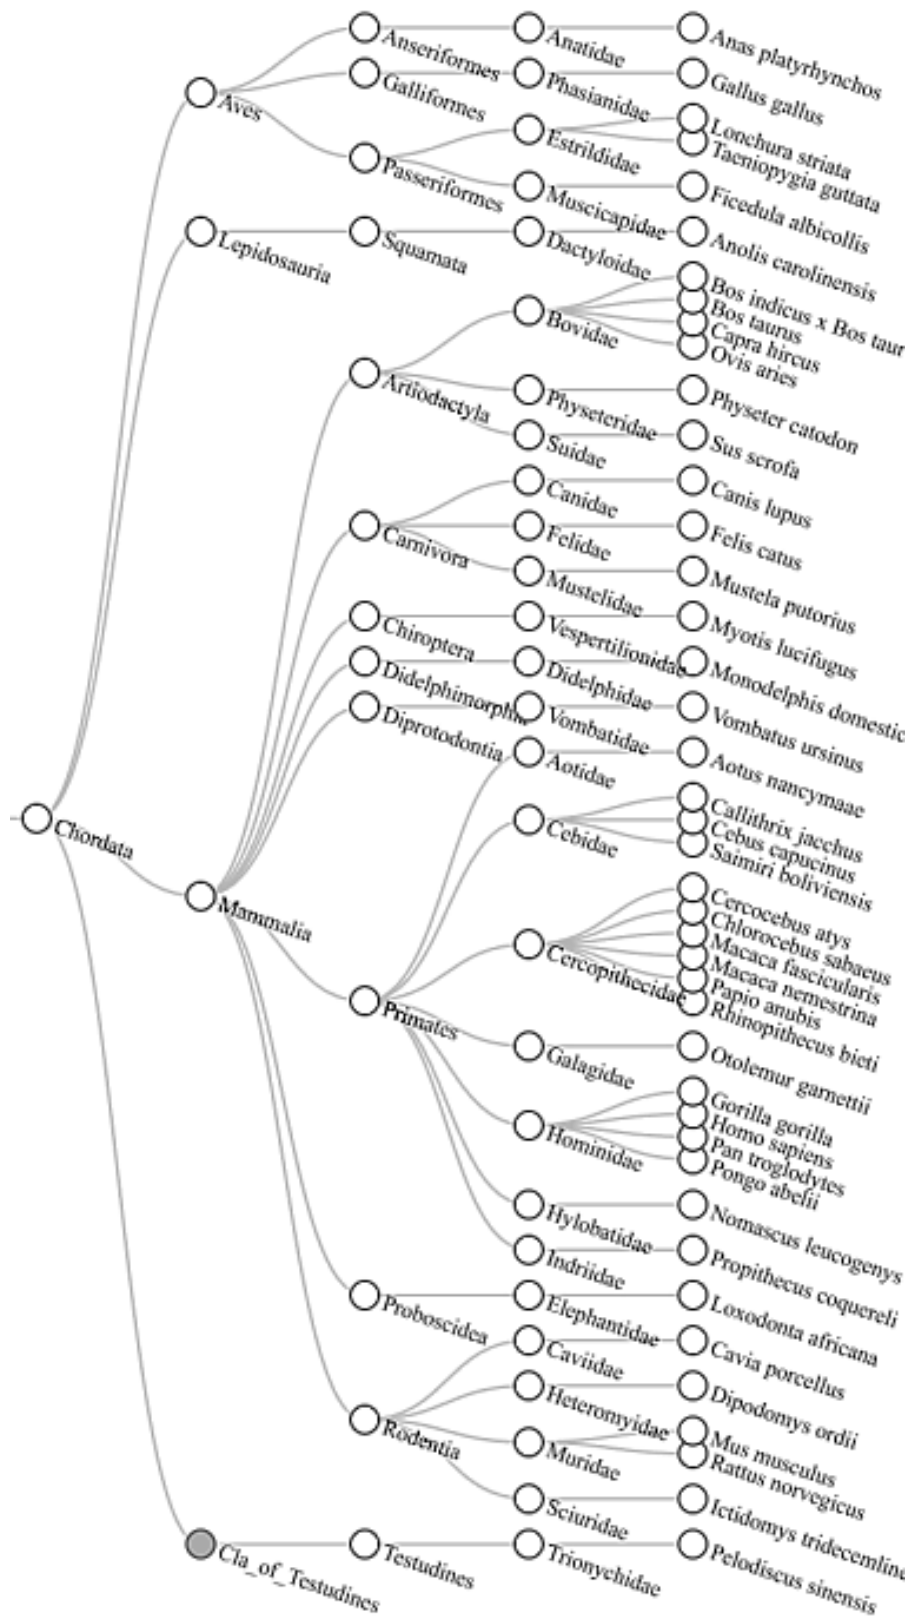 Anseriformes
Anatidae
Anas platyrhynchos
Aves
Galliformes
Phasianidae
Gallus gallus
Passeriformes
Estrildidae
Lonchura striata
Taeniopygia guttata
Muscicapidae
Ficedula albicollis
Lepidosauria
Squamata
Dactyloidae
Anolis carolinensis
Bovidae
Bos indicus x Bos taur
Bos taurus
Capra hircus
Ovis aries
Artiodactyla
Physeteridae
Physeter catodon
Suidae
Sus scrofa
Canidae
Canis lupus
Carnivora
Felidae
Felis catus
Mustelidae
Mustela putorius
Chiroptera
Vespertilionidae
Myotis lucifugus
Didelphimorphia
Didelphidae
Monodelphis domestic
Diprotodontia
Vombatidae
Vombatus ursinus
Aotidae
Aotus nancymaae
Chordata
Cebidae
Callithrix jacchus
Cebus capucinus
Saimiri boliviensis
Mammalia
Cercopithecidae
Cercocebus atys
Chlorocebus sabaeus
Macaca fascicularis
Macaca nemestrina
Papio anubis
Rhinopithecus bieti
Primates
Galagidae
Otolemur garnettii
Hominidae
Gorilla gorilla
Homo sapiens
Pan troglodytes
Pongo abelii
Hylobatidae
Nomascus leucogenys
Indriidae
Propithecus coquereli
Proboscidea
Elephantidae
Loxodonta africana
Caviidae
Cavia porcellus
Heteromyidae
Dipodomys ordii
Rodentia
Muridae
Mus musculus
Rattus norvegicus
Sciuridae
Ictidomys tridecemline
Cla_of_Testudines
Testudines
Trionychidae
Pelodiscus sinensis